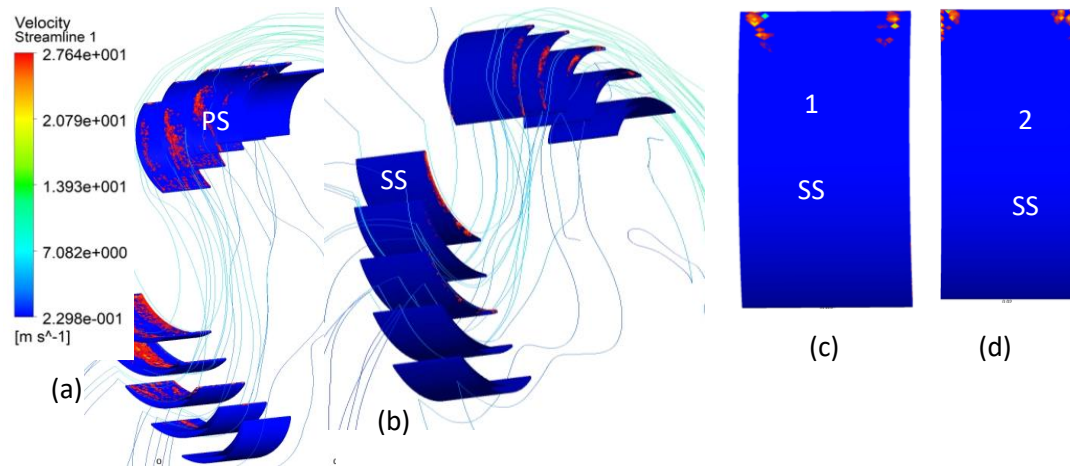 Velocity
Streamline 1
2.764e+001
2.079e+001
1.393e+001
7.082e+000
2.298e-001
[m s^-1]
PS
SS
1
SS
2
SS
(a)
(b)
(c)
(d)